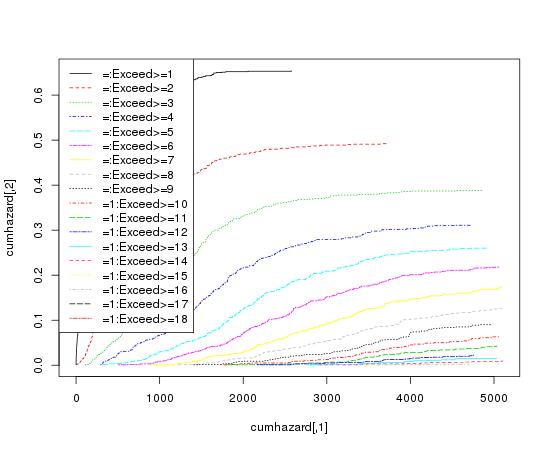 =:Exceed>=1
=:Exceed>=2
=:Exceed>=3
=:Exceed>=4
=:Exceed>=5
=:Exceed>=6
=:Exceed>=7
=:Exceed>=8
=:Exceed>=9
=1:Exceed>=10
=1:Exceed>=11
=1:Exceed>=12
=1:Exceed>=13
=1:Exceed>=14
=1:Exceed>=15
=1:Exceed>=16
=1:Exceed>=17
=1:Exceed>=18
cumhazard[,2]
0.6
0.5
0.4
0.3
0.2
0.1
0.0
0 1000 2000 3000 4000 5000
cumhazard[,1]